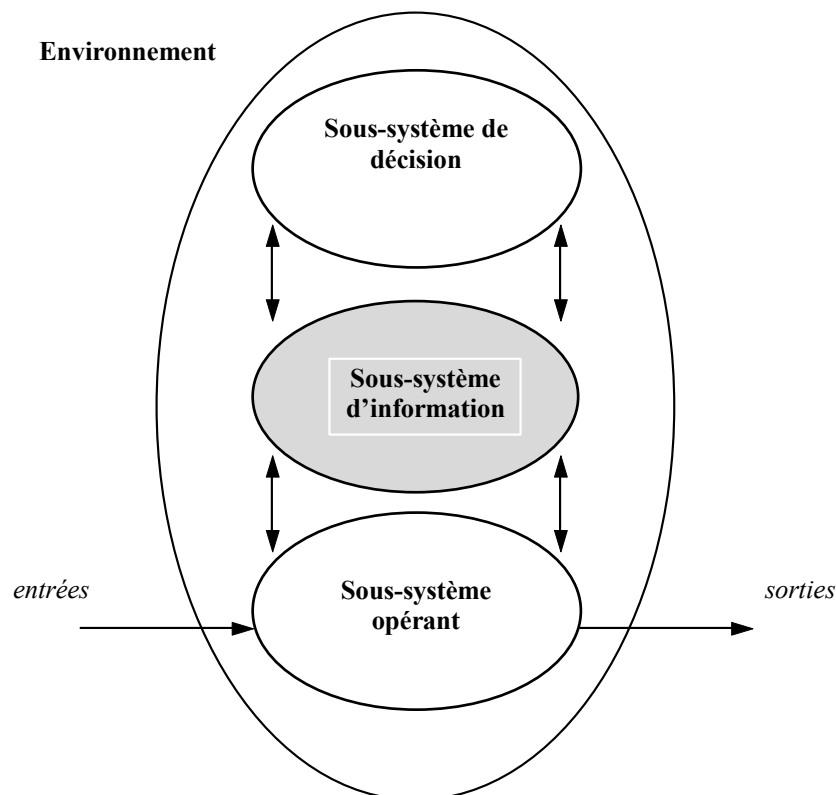 Environnement
Sous-système de
décision
Sous-système
d’information
entrées
Sous-système
opérant
sorties